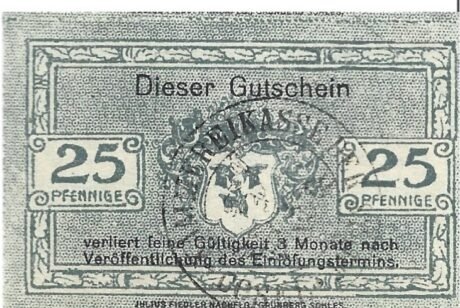 Dieser Gutschein
25 PFENNIGE
25 PFENNIGE
verliert seine Gültigkeit 3 Monate nach
Veröffentlichung des Einlösungstermins.
JULIUS FIEDLER NACHFLG., GRÜNBERG SCHLES.